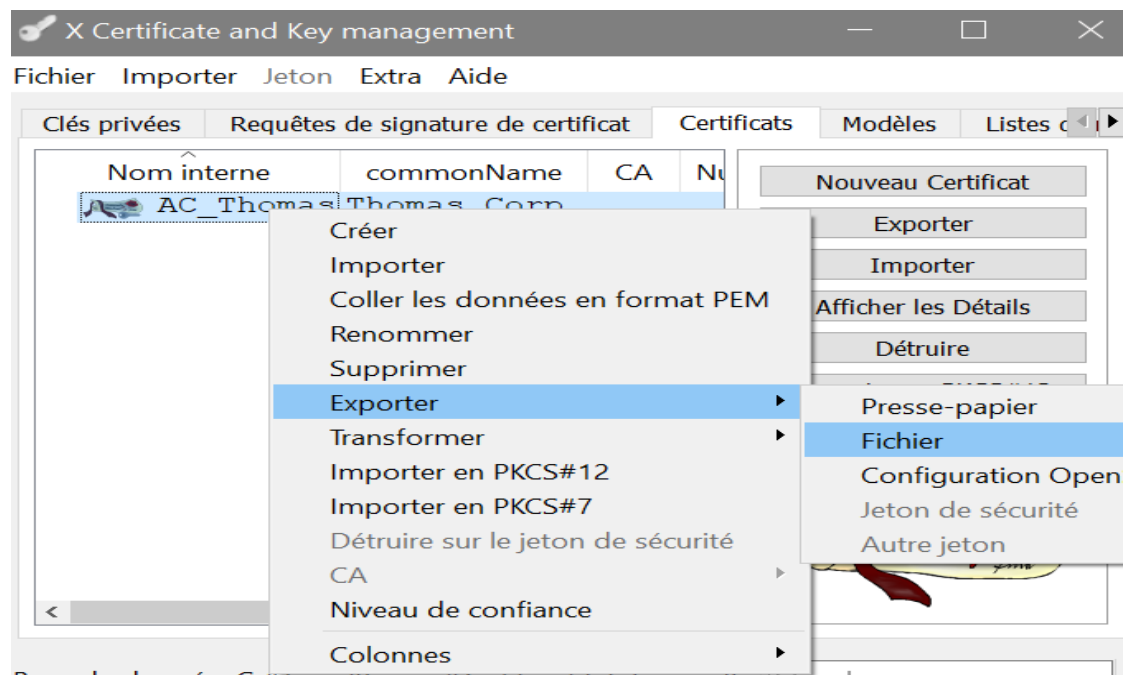 X Certificate and Key management
Fichier Importer Jeton Extra Aide
Clés privées Requêtes de signature de certificat Certificats Modèles Listes
Nom interne commonName CA
AC_Thomas Thomas Corp
Nouveau Certificat
Exporter
Importer
Afficher les Détails
Détruire
Créer
Importer
Coller les données en format PEM
Renommer
Supprimer
Exporter
Transformer
Importer en PKCS#12
Importer en PKCS#7
Détruire sur le jeton de sécurité
CA
Niveau de confiance
Colonnes
Presse-papier
Fichier
Configuration Open
Jeton de sécurité
Autre jeton